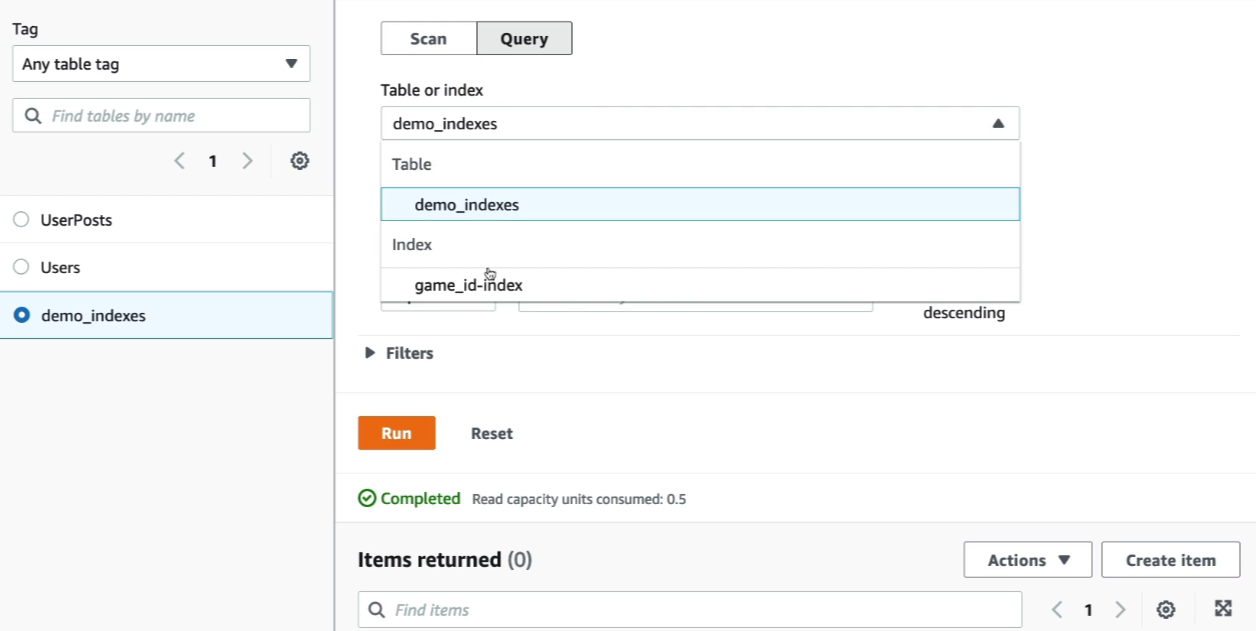 Tag
Any table tag
Find tables by name
1
UserPosts
Users
demo_indexes
Scan
Query
Table or index
demo_indexes
Table
demo_indexes
Index
game_id-index
descending
Filters
Run
Reset
Completed
Read capacity units consumed: 0.5
Items returned (0)
Actions
Create item
Find items
1